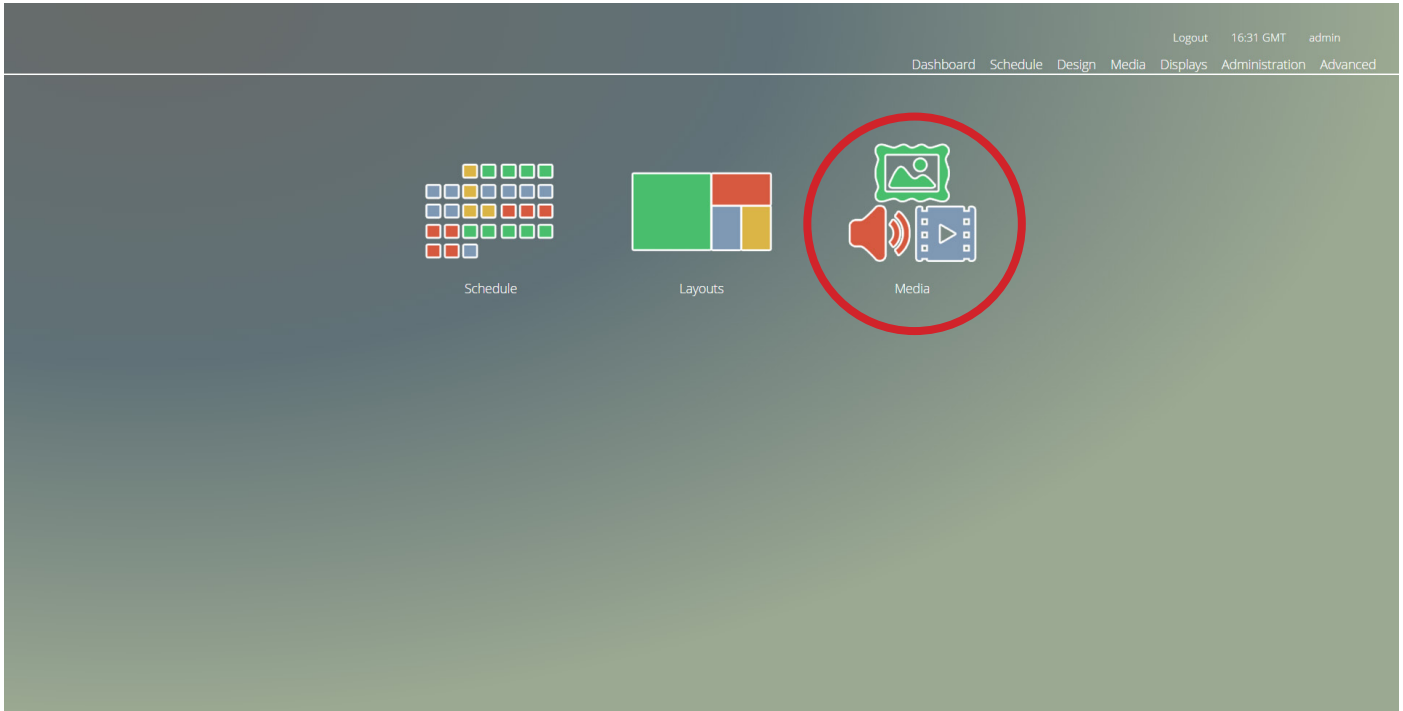 Logout 16:31 GMT admin
Dashboard Schedule Design Media Displays Administration Advanced
Schedule Layouts Media